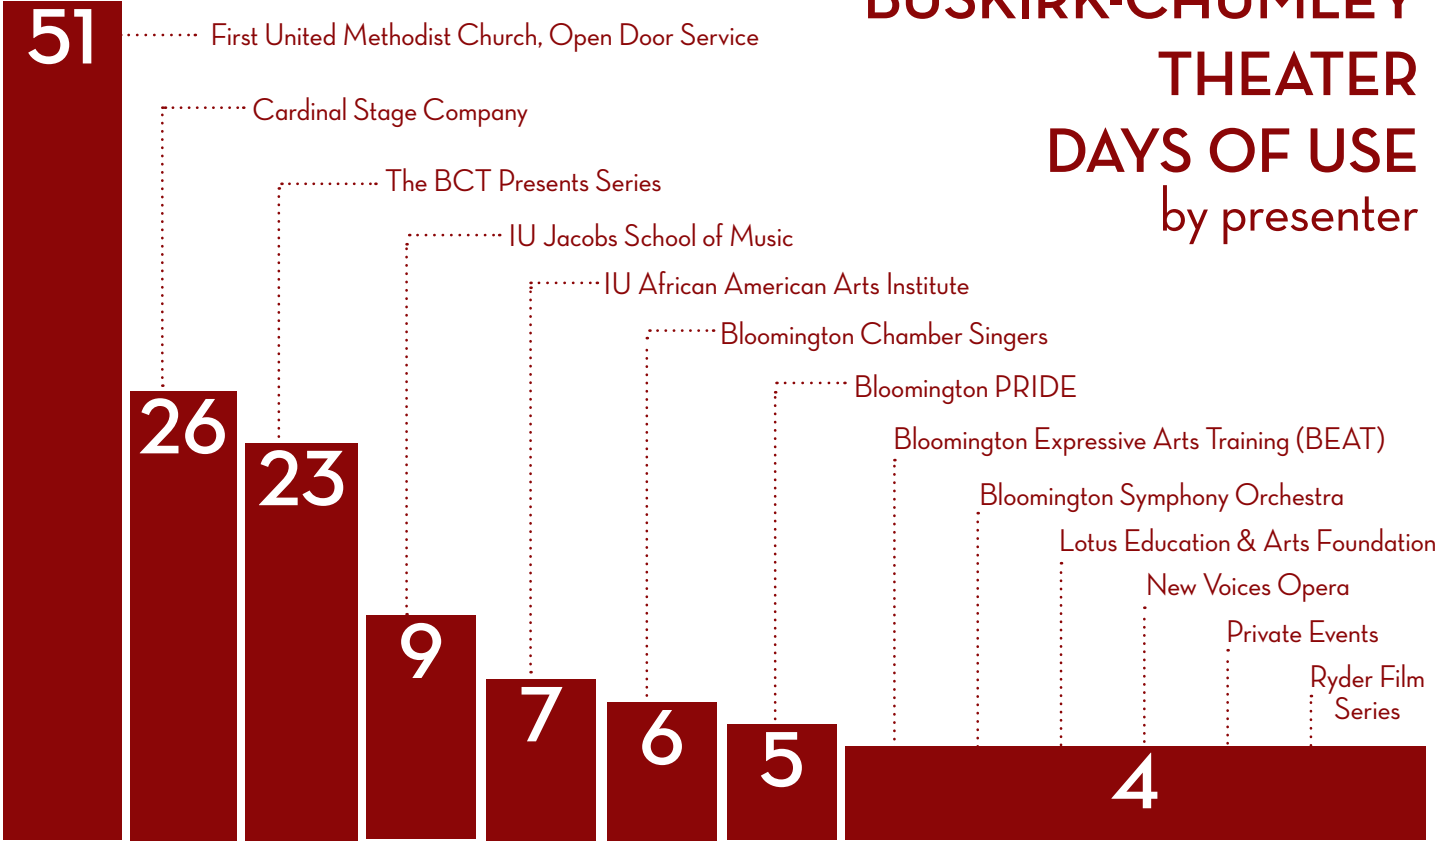 BUSKIRK-CHUMLEY
THEATER
DAYS OF USE
by presenter
51
First United Methodist Church, Open Door Service
26
Cardinal Stage Company
23
The BCT Presents Series
9
IU Jacobs School of Music
7
IU African American Arts Institute
6
Bloomington Chamber Singers
5
Bloomington PRIDE
4
Bloomington Expressive Arts Training (BEAT)
Bloomington Symphony Orchestra
Lotus Education & Arts Foundation
New Voices Opera
Private Events
Ryder Film
Series